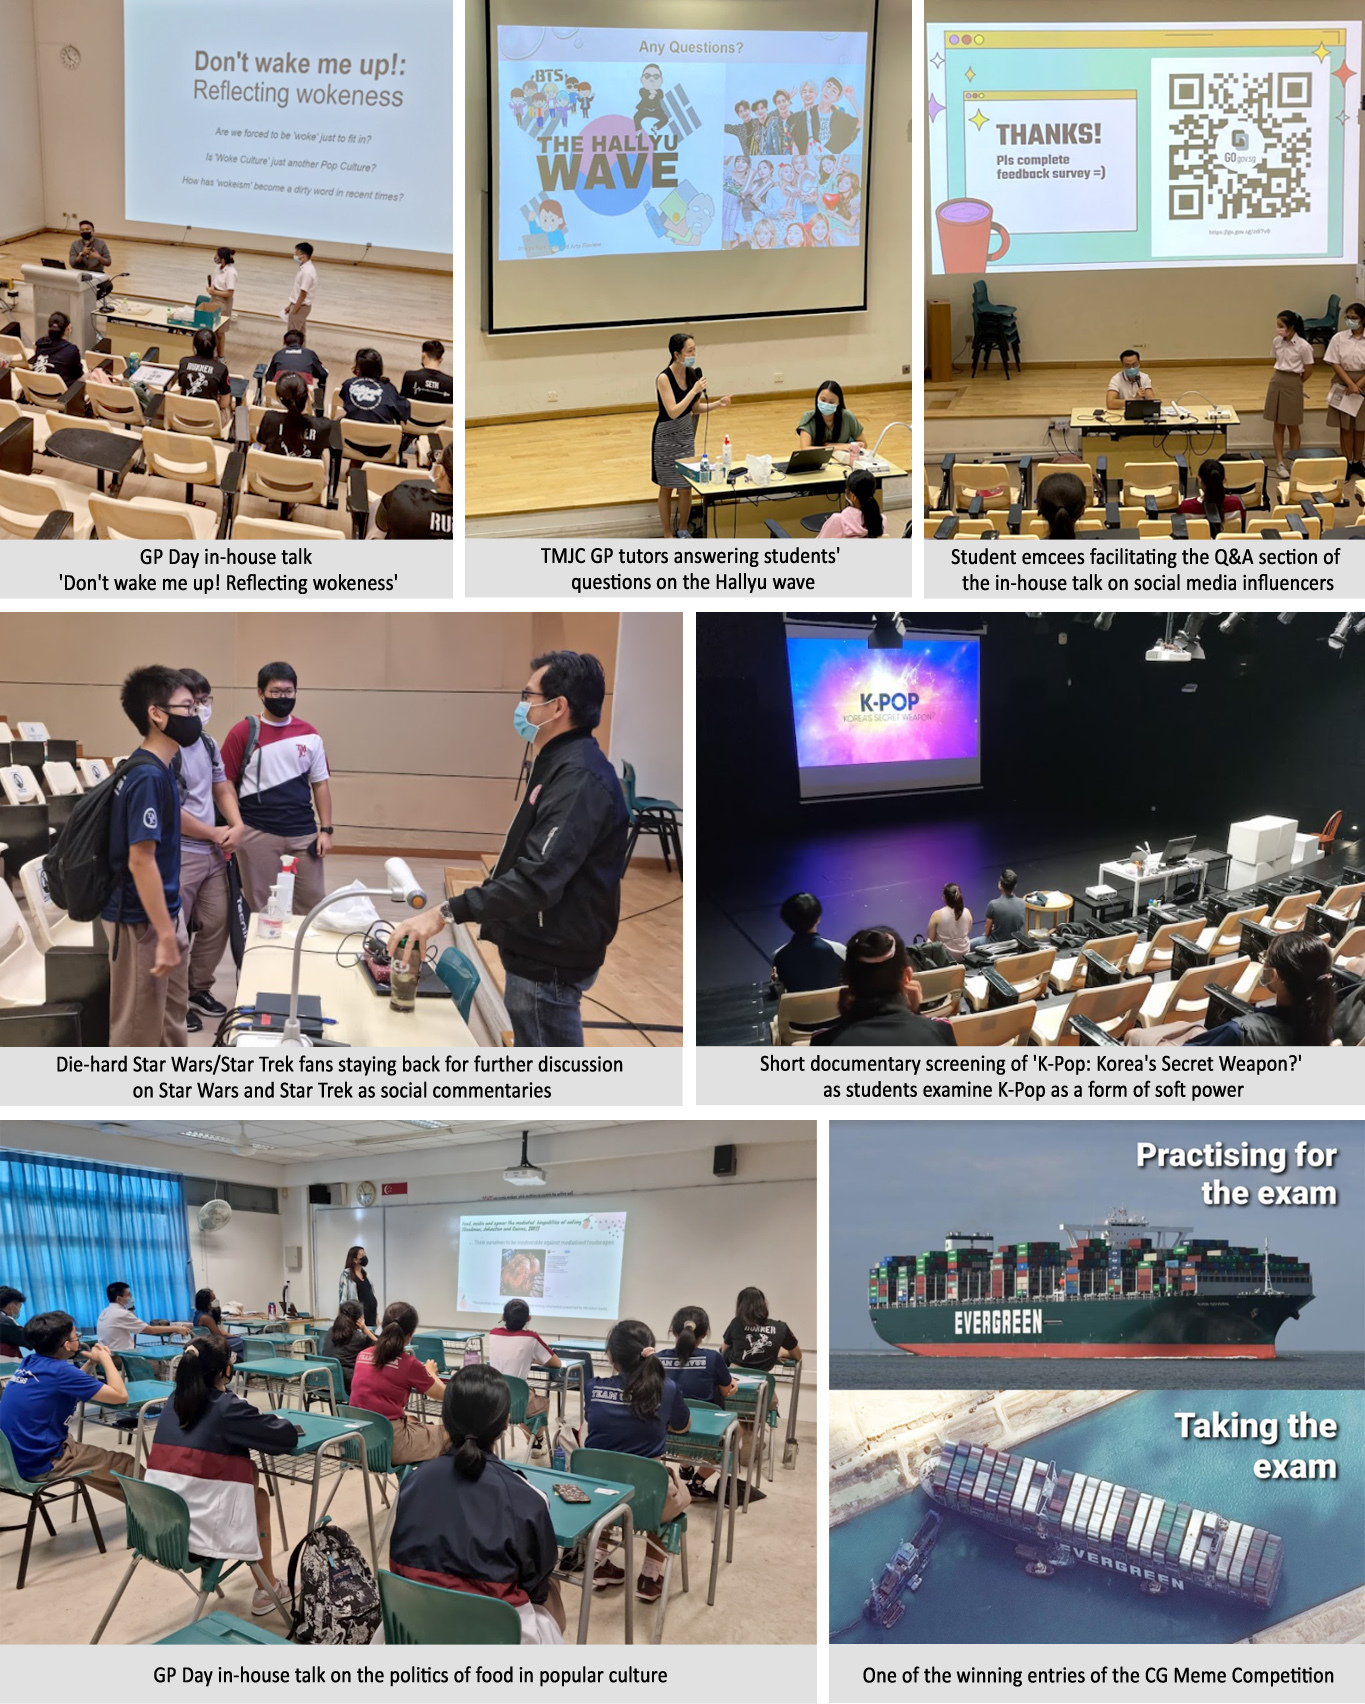 Don't wake me up!:
Reflecting wokeness
Are we forced to be 'woke' just to fit in?
Is 'Woke Culture' just another Pop Culture?
How has 'wokeism' become a dirty word in recent times?
RUNNER
SETH
GP Day in-house talk
'Don't wake me up! Reflecting wokeness'
Any Questions?
BTS
THE HALLYU
WAVE
Arts Review
TMJC GP tutors answering students'
questions on the Hallyu wave
THANKS!
Pls complete
feedback survey =)
GO.gov.sg
Student emcees facilitating the Q&A section of
the in-house talk on social media influencers
Die-hard Star Wars/Star Trek fans staying back for further discussion
on Star Wars and Star Trek as social commentaries
K-POP
KOREA'S SECRET WEAPON?
Short documentary screening of 'K-Pop: Korea's Secret Weapon?'
as students examine K-Pop as a form of soft power
RUNNER
GP Day in-house talk on the politics of food in popular culture
Practising for
the exam
EVERGREEN
Taking the
exam
EVERGREEN
One of the winning entries of the CG Meme Competition